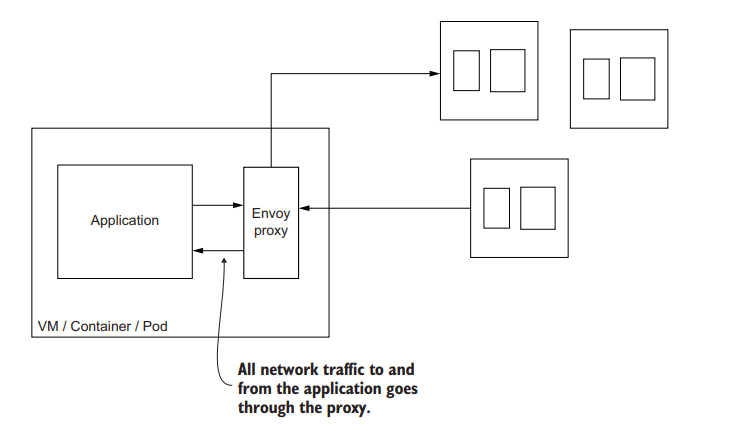 Application
Envoy
proxy
VM / Container / Pod
All network traffic to and
from the application goes
through the proxy.